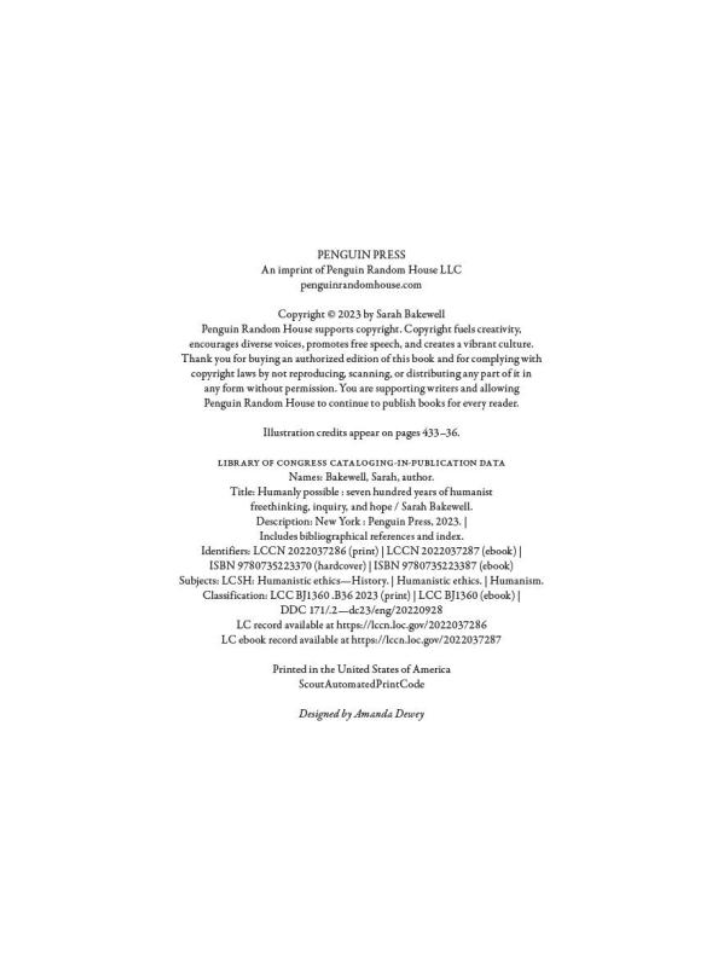 PENGUIN PRESS
An imprint of Penguin Random House LLC
penguinrandomhouse.com
Copyright © 2023 by Sarah Bakewell
Penguin Random House supports copyright. Copyright fuels creativity,
encourages diverse voices, promotes free speech, and creates a vibrant culture.
Thank you for buying an authorized edition of this book and for complying with
copyright laws by not reproducing, scanning, or distributing any part of it in
any form without permission. You are supporting writers and allowing
Penguin Random House to continue to publish books for every reader.
Illustration credits appear on pages 433–36.
LIBRARY OF CONGRESS CATALOGING-IN-PUBLICATION DATA
Names: Bakewell, Sarah, author.
Title: Humanly possible : seven hundred years of humanist
freethinking, inquiry, and hope / Sarah Bakewell.
Description: New York : Penguin Press, 2023. |
Includes bibliographical references and index.
Identifiers: LCCN 2022037286 (print) | LCCN 2022037287 (ebook) |
ISBN 9780735223370 (hardcover) | ISBN 9780735223387 (ebook)
Subjects: LCSH: Humanistic ethics—History. | Humanistic ethics. | Humanism.
Classification: LCC BJ1360 .B36 2023 (print) | LCC BJ1360 (ebook) |
DDC 171/.2—dc23/eng/20220928
LC record available at https://lccn.loc.gov/2022037286
LC ebook record available at https://lccn.loc.gov/2022037287
Printed in the United States of America
ScoutAutomatedPrintCode
Designed by Amanda Dewey